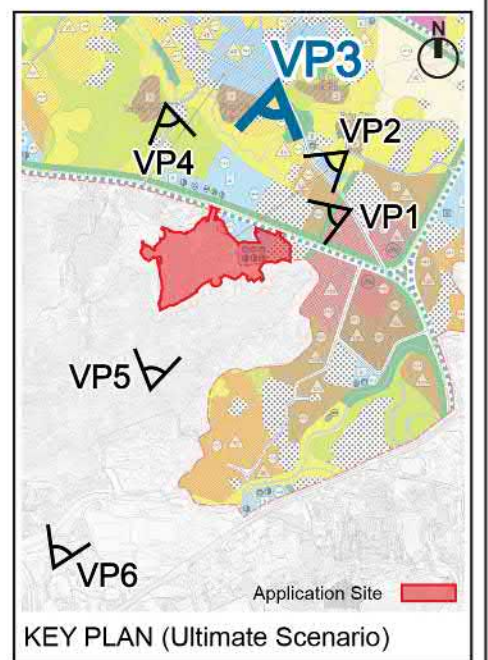 N
VP3
VP2
VP4
VP1
VP5
VP6
Application Site
KEY PLAN (Ultimate Scenario)